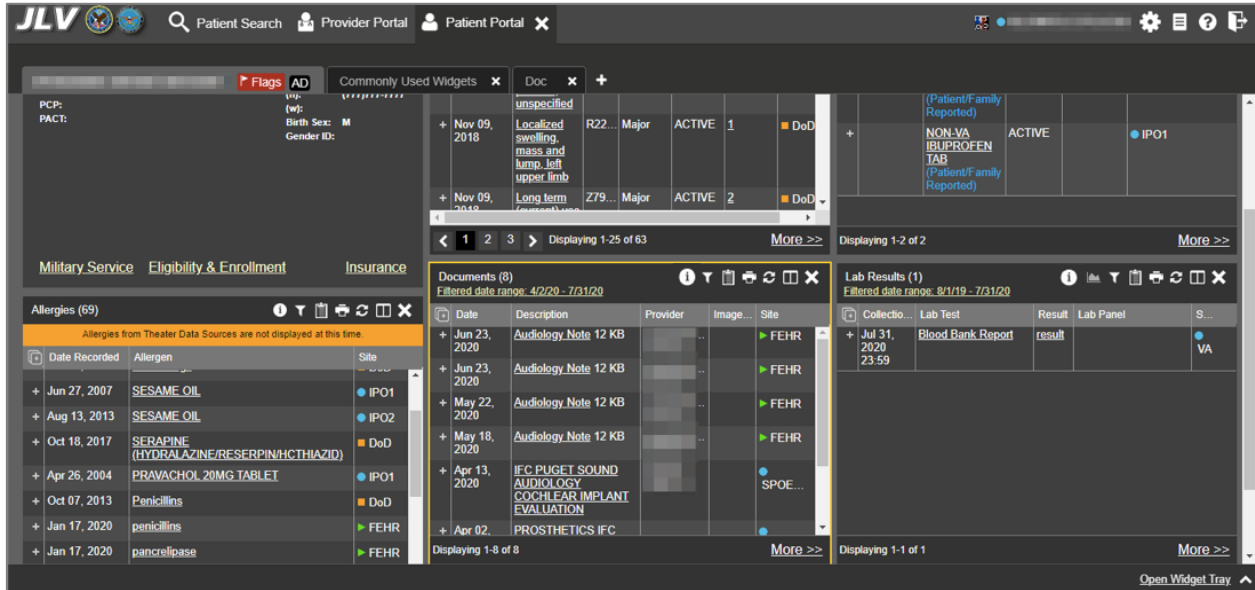 JLV Patient Search Provider Portal Patient Portal
Flags AD Commonly Used Widgets Doc +
PCP:
PACT:
(w):
Birth Sex: M
Gender ID:
Military Service Eligibility & Enrollment Insurance
unspecified
+ Nov 09, 2018 Localized swelling, mass and lump, left upper limb R22... Major ACTIVE 1 DoD
+ Nov 09, 2018 Long term (current) use Z79... Major ACTIVE 2 DoD
1 2 3 Displaying 1-25 of 63 More >>
(Patient/Family Reported)
+ NON-VA IBUPROFEN TAB (Patient/Family Reported) ACTIVE IPO1
Displaying 1-2 of 2 More >>
Allergies (69)
Allergies from Theater Data Sources are not displayed at this time.
Date Recorded Allergen Site
+ Jun 27, 2007 SESAME OIL IPO1
+ Aug 13, 2013 SESAME OIL IPO2
+ Oct 18, 2017 SERAPINE (HYDRALAZINE/RESERPIN/HCTHIAZID) DoD
+ Apr 26, 2004 PRAVACHOL 20MG TABLET IPO1
+ Oct 07, 2013 Penicillins DoD
+ Jan 17, 2020 penicillins FEHR
+ Jan 17, 2020 pancrelipase FEHR
Documents (8)
Filtered date range: 4/2/20 - 7/31/20
Date Description Provider Image... Site
+ Jun 23, 2020 Audiology Note 12 KB FEHR
+ Jun 23, 2020 Audiology Note 12 KB FEHR
+ May 22, 2020 Audiology Note 12 KB FEHR
+ May 18, 2020 Audiology Note 12 KB FEHR
+ Apr 13, 2020 IFC PUGET SOUND AUDIOLOGY COCHLEAR IMPLANT EVALUATION SPOE...
+ Apr 02, PROSTHETICS IFC
Displaying 1-8 of 8 More >>
Lab Results (1)
Filtered date range: 8/1/19 - 7/31/20
Collectio... Lab Test Result Lab Panel S...
+ Jul 31, 2020 23:59 Blood Bank Report result VA
Displaying 1-1 of 1 More >>
Open Widget Tray